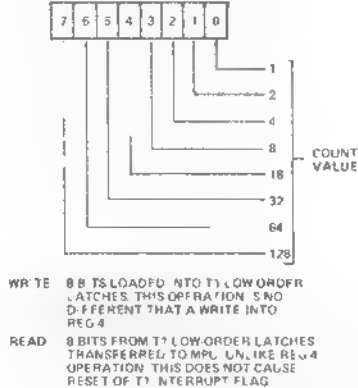 7 6 5 4 3 2 1 0
1
2
4
8
16
32
64
128
COUNT
VALUE
WRITE 8 BITS LOADED INTO T1 LOW ORDER
LATCHES. THIS OPERATION IS NO
DIFFERENT THAT A WRITE INTO
REG 4
READ 8 BITS FROM T1 LOW-ORDER LATCHES
TRANSFERRED TO MPU. UNLIKE REG 4
OPERATION THIS DOES NOT CAUSE
RESET OF T1 INTERRUPT FLAG